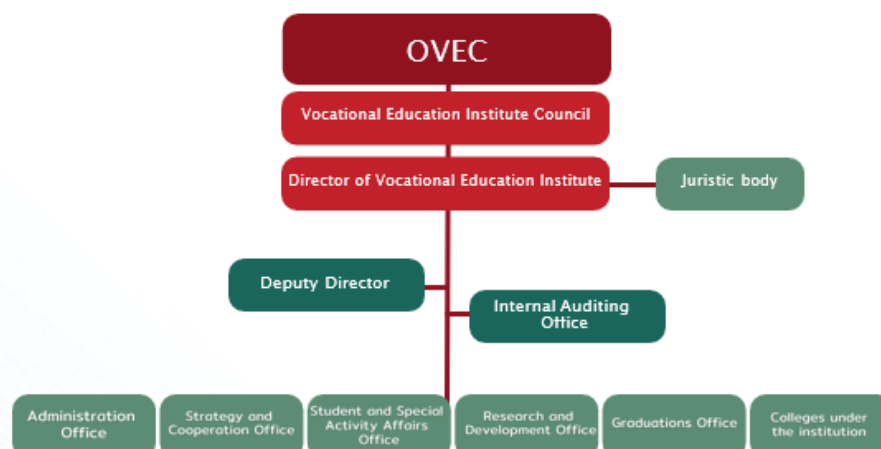 OVEC
Vocational Education Institute Council
Director of Vocational Education Institute
Juristic body
Deputy Director
Internal Auditing
Office
Administration
Office
Strategy and
Cooperation Office
Student and Special
Activity Affairs
Office
Research and
Development Office
Graduations Office
Colleges under
the institution